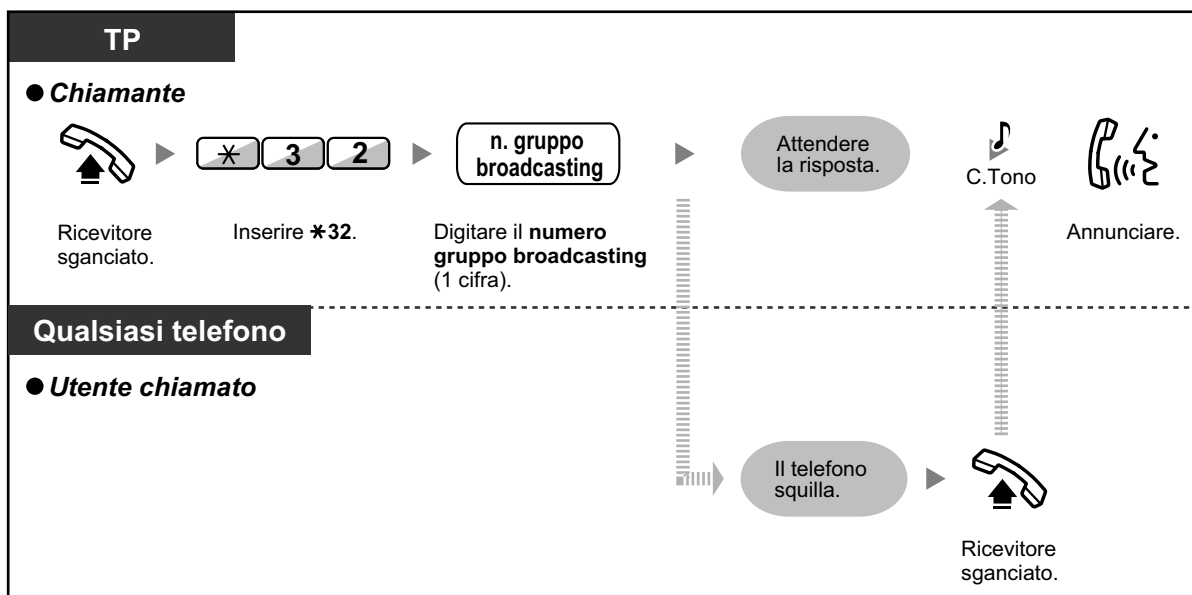 TP
● Chiamante
✳ 3 2
n. gruppo
broadcasting
Attendere
la risposta.
C.Tono
Ricevitore
sganciato.
Inserire ✳32.
Digitare il numero
gruppo broadcasting
(1 cifra).
Annunciare.
Qualsiasi telefono
● Utente chiamato
Il telefono
squilla.
Ricevitore
sganciato.